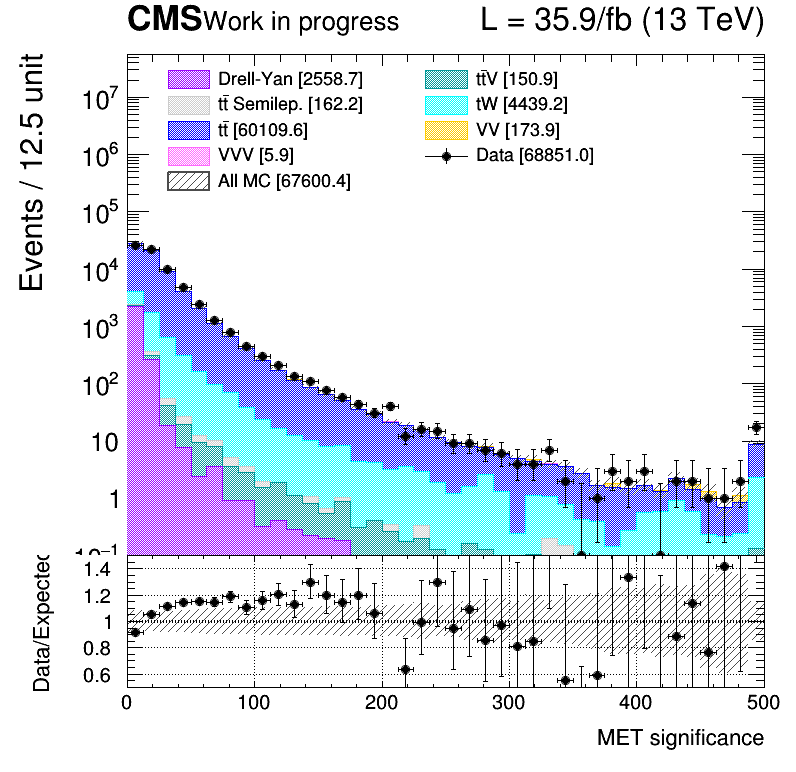 CMS Work in progress L = 35.9/fb (13 TeV)
Drell-Yan [2558.7] tt̄V [150.9]
tt̄ Semilep. [162.2] tW [4439.2]
tt̄ [60109.6] VV [173.9]
VVV [5.9] Data [68851.0]
All MC [67600.4]
Events / 12.5 unit
10⁷
10⁶
10⁵
10⁴
10³
10²
10
1
10⁻¹
Data/Expected
1.4
1.2
1
0.8
0.6
0 100 200 300 400 500
MET significance